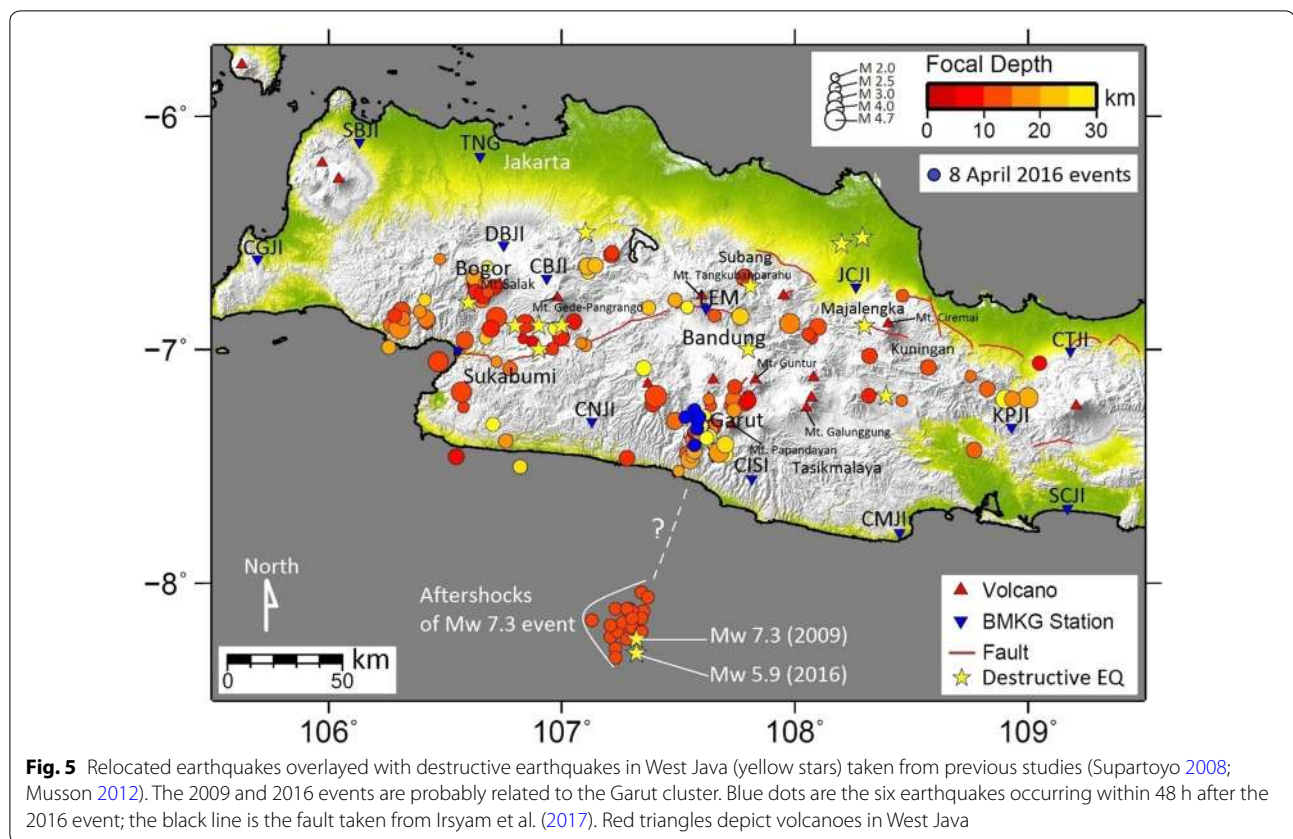 M 2.0
M 2.5
M 3.0
M 4.0
M 4.7
Focal Depth
km
0 10 20 30
8 April 2016 events
−6°
−7°
−8°
SBJI
TNG
Jakarta
CGJI
DBJI
Bogor
CBJI
Mt. Salak
Mt. Gede-Pangrango
Subang
Mt. Tangkubanparahu
LEM
JCJI
Majalengka
Mt. Ciremai
Bandung
Kuningan
CTJI
Sukabumi
Mt. Guntur
CNJI
Garut
Mt. Galunggung
KPJI
Mt. Papandayan
CISI
Tasikmalaya
SCJI
CMJI
?
North
Aftershocks
of Mw 7.3 event
Mw 7.3 (2009)
Mw 5.9 (2016)
km
0 50
Volcano
BMKG Station
Fault
Destructive EQ
106° 107° 108° 109°
Fig. 5 Relocated earthquakes overlayed with destructive earthquakes in West Java (yellow stars) taken from previous studies (Supartoyo 2008;
Musson 2012). The 2009 and 2016 events are probably related to the Garut cluster. Blue dots are the six earthquakes occurring within 48 h after the
2016 event; the black line is the fault taken from Irsyam et al. (2017). Red triangles depict volcanoes in West Java